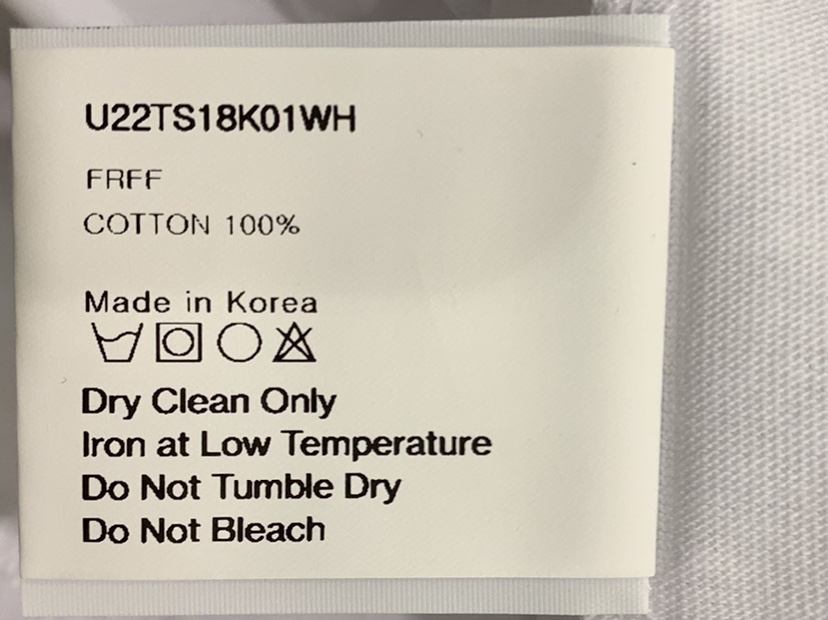 U22TS18K01WH
FRFF
COTTON 100%
Made in Korea
Dry Clean Only
Iron at Low Temperature
Do Not Tumble Dry
Do Not Bleach